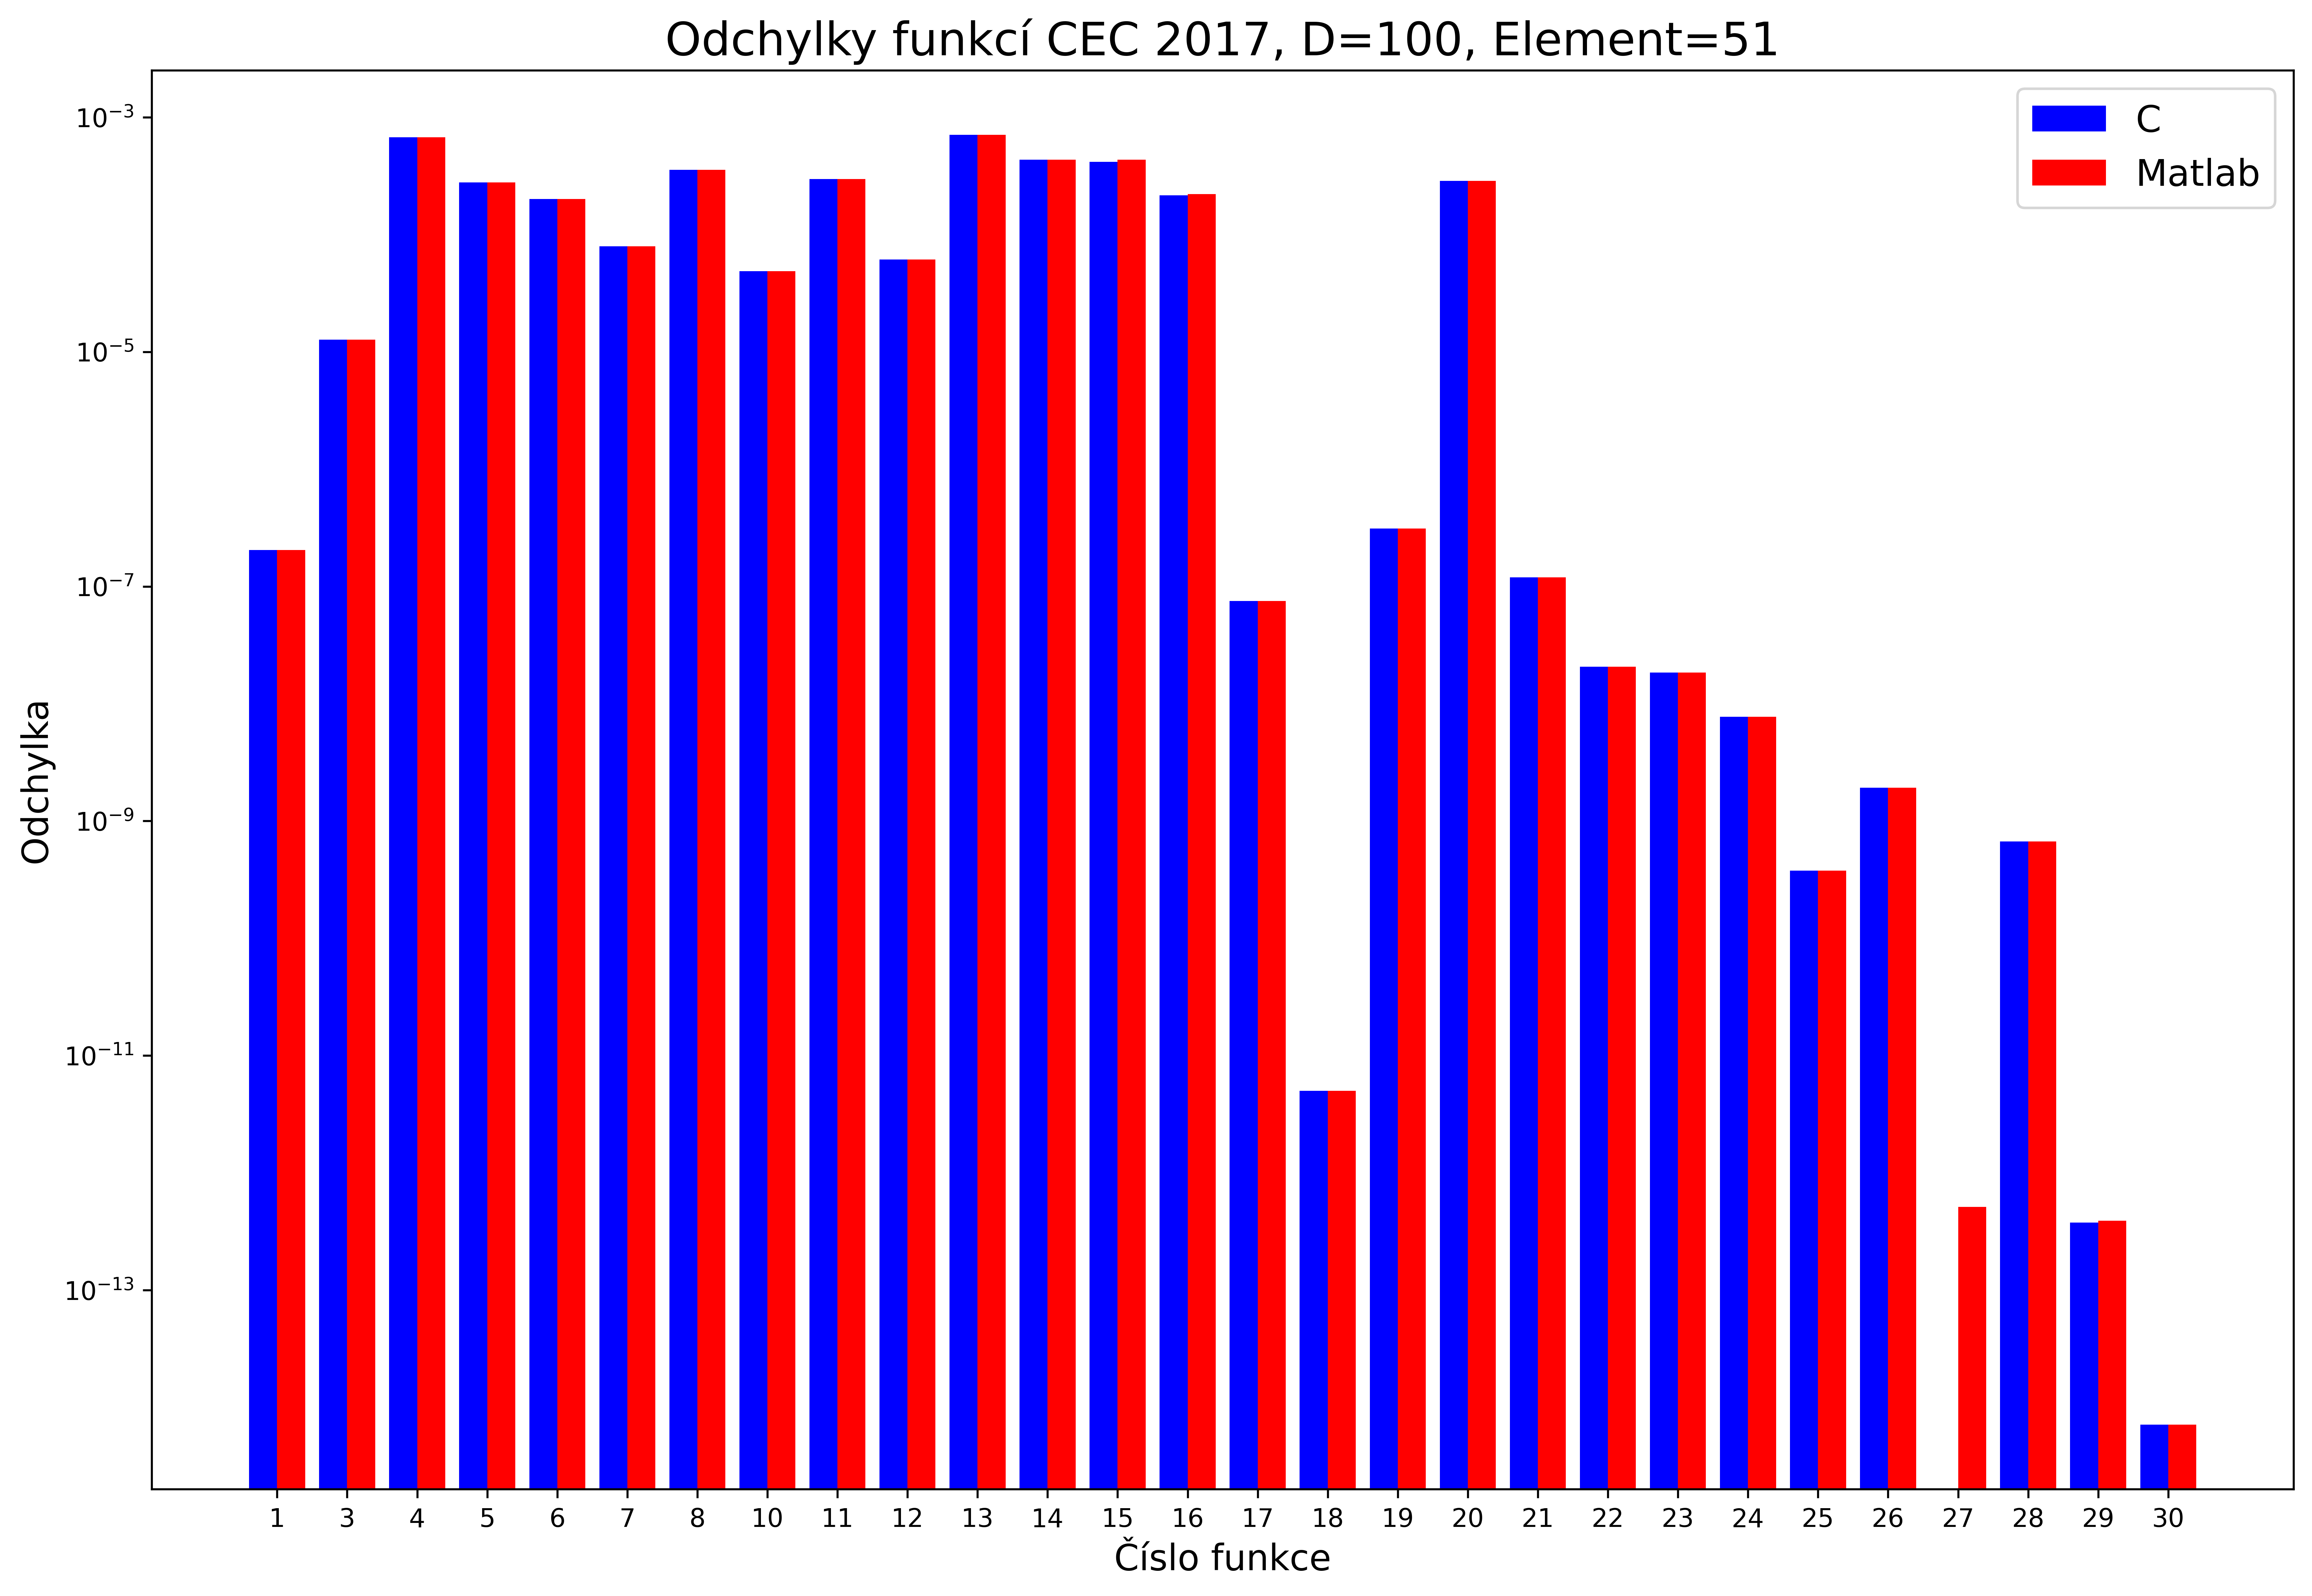 Odchylky funkcí CEC 2017, D=100, Element=51
C
Matlab
10⁻³
10⁻⁵
10⁻⁷
10⁻⁹
10⁻¹¹
10⁻¹³
Odchylka
1 3 4 5 6 7 8 10 11 12 13 14 15 16 17 18 19 20 21 22 23 24 25 26 27 28 29 30
Číslo funkce